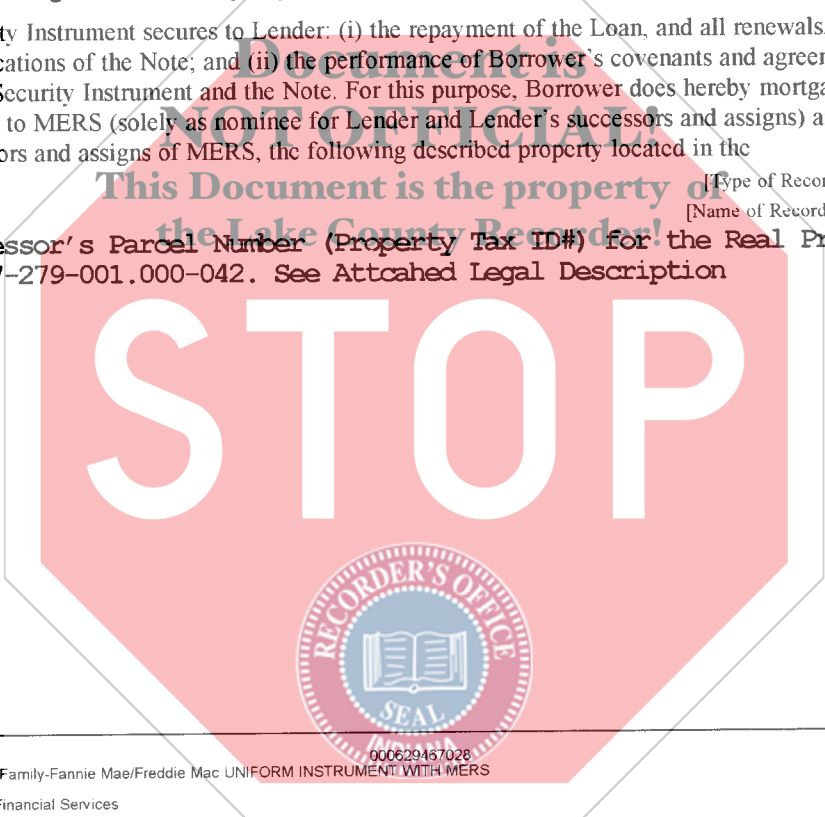 ty Instrument secures to Lender: (i) the repayment of the Loan, and all renewals,
cations of the Note; and (ii) the performance of Borrower's covenants and agreer
Security Instrument and the Note. For this purpose, Borrower does hereby mortga
to MERS (solely as nominee for Lender and Lender's successors and assigns) a
ors and assigns of MERS, the following described property located in the
[Type of Recor
[Name of Record
Document is
NOT OFFICIAL!
This Document is the property of
the Lake County Recorder!
essor's Parcel Number (Property Tax ID#) for the Real Pr
7-279-001.000-042. See Attcahed Legal Description
STOP
RECORDER'S OFFICE
SEAL
INDIANA
000629467028
Family-Fannie Mae/Freddie Mac UNIFORM INSTRUMENT WITH MERS
Financial Services